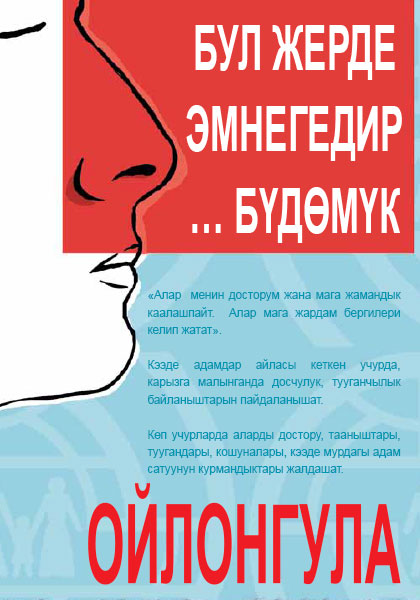 БУЛ ЖЕРДЕ
ЭМНЕГЕДИР
... БҮДӨМҮК
«Алар менин досторум жана мага жамандык
каалашпайт. Алар мага жардам бергилери
келип жатат».
Кээде адамдар айласы кеткен учурда,
карызга малынганда досчулук, тууганчылык
байланыштарын пайдаланышат.
Көп учурларда аларды достору, тааныштары,
туугандары, кошуналары, кээде мурдагы адам
сатуунун курмандыктары жалдашат.
ОЙЛОНГУЛА